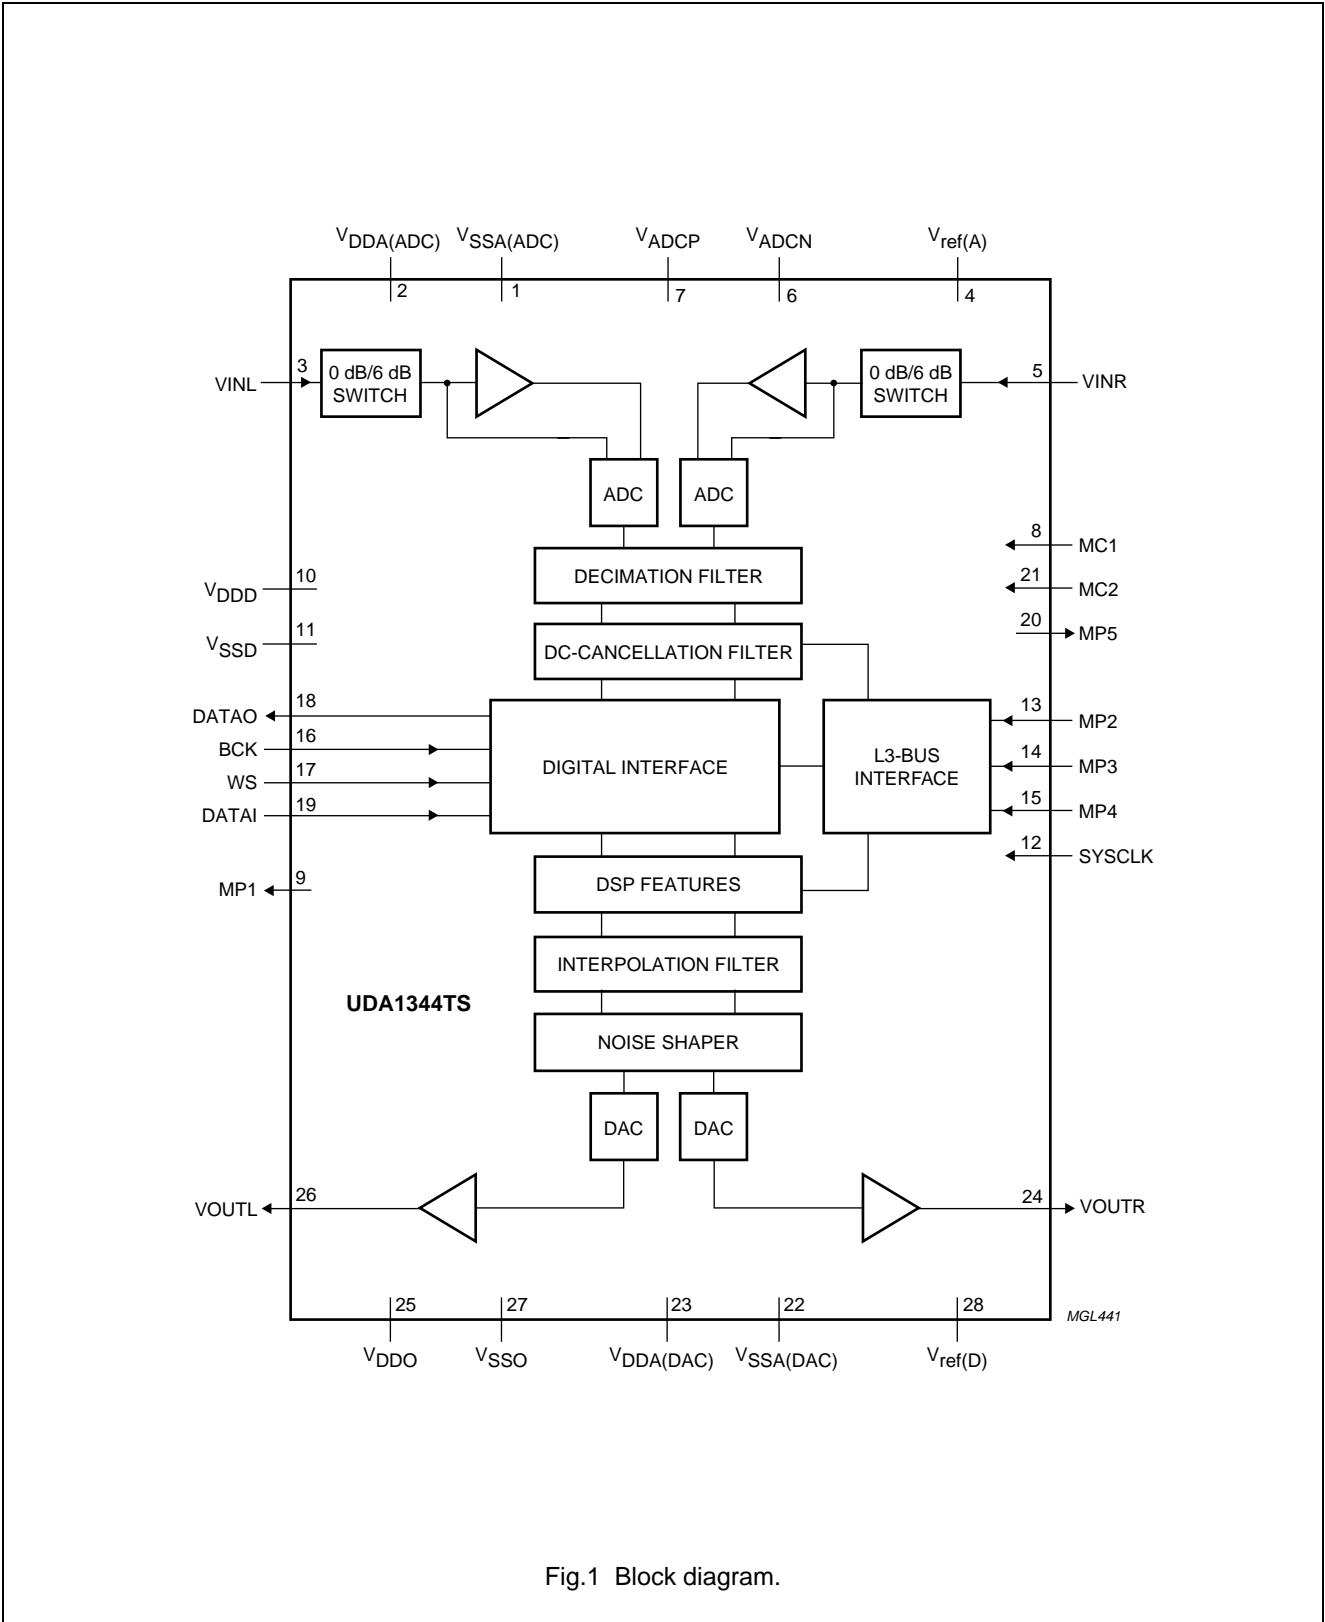 VDDA(ADC) VSSA(ADC) VADCP VADCN Vref(A)
2 1 7 6 4
VINL 3 0 dB/6 dB SWITCH 0 dB/6 dB SWITCH 5 VINR
ADC ADC
8 MC1
DECIMATION FILTER
VDDD 10
21 MC2
20 MP5
VSSD 11
DC-CANCELLATION FILTER
DATAO 18
13 MP2
BCK 16
DIGITAL INTERFACE
L3-BUS
INTERFACE
14 MP3
WS 17
15 MP4
DATAI 19
12 SYSCLK
MP1 9
DSP FEATURES
INTERPOLATION FILTER
UDA1344TS
NOISE SHAPER
DAC DAC
VOUTL 26
24 VOUTR
25 27 23 22 28
MGL441
VDDO VSSO VDDA(DAC) VSSA(DAC) Vref(D)
Fig.1 Block diagram.